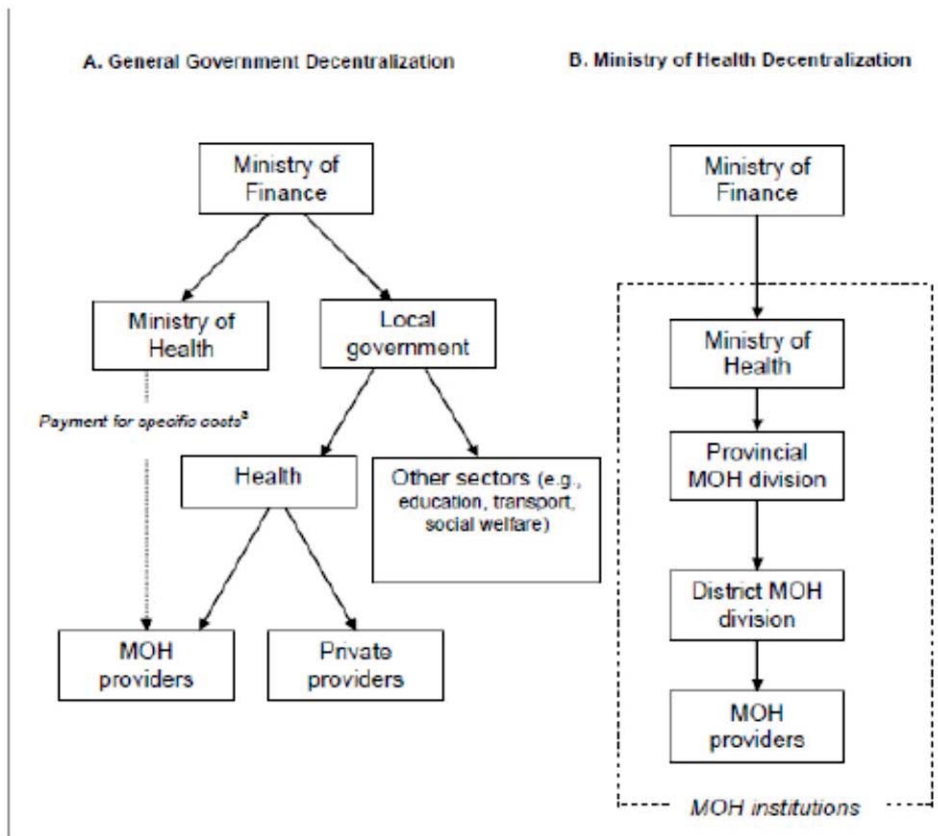 A. General Government Decentralization
Ministry of
Finance
Ministry of
Health
Local
government
Payment for specific costsª
Health
Other sectors (e.g.,
education, transport,
social welfare)
MOH
providers
Private
providers
B. Ministry of Health Decentralization
Ministry of
Finance
Ministry of
Health
Provincial
MOH division
District MOH
division
MOH
providers
MOH institutions